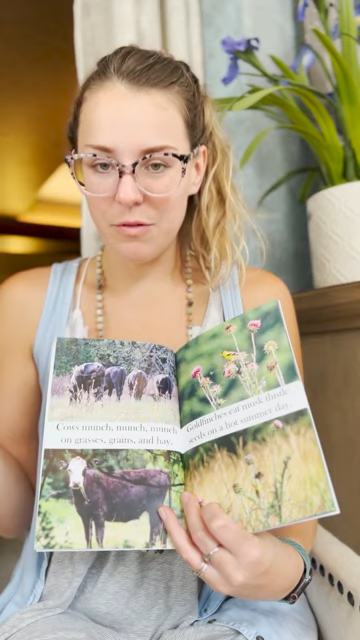 Cows munch, munch, munch
on grasses, grains, and hay.
Goldfinches eat musk thistle
seeds on a hot summer day.